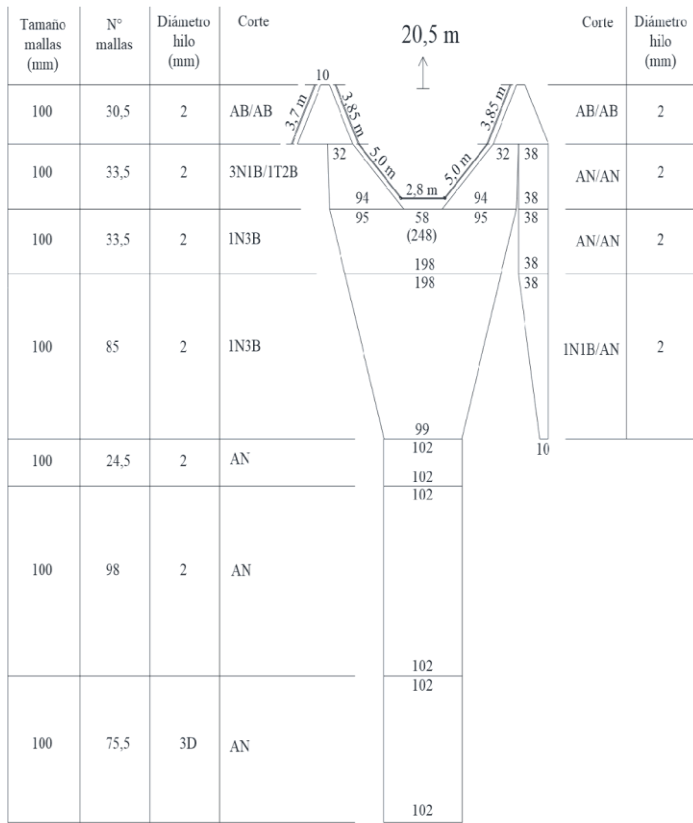 Tamaño mallas (mm) N° mallas Diámetro hilo (mm) Corte 20,5 m Corte Diámetro hilo (mm)
10
100 30,5 2 AB/AB 3,7 m 3,85 m 3,85 m AB/AB 2
32 5,0 m 5,0 m 32 38
100 33,5 2 3N1B/1T2B 2,8 m AN/AN 2
94 94 38
95 58 95 38
100 33,5 2 1N3B (248) AN/AN 2
198 38
198 38
100 85 2 1N3B 1N1B/AN 2
99
102 10
100 24,5 2 AN
102
102
100 98 2 AN
102
102
100 75,5 3D AN
102